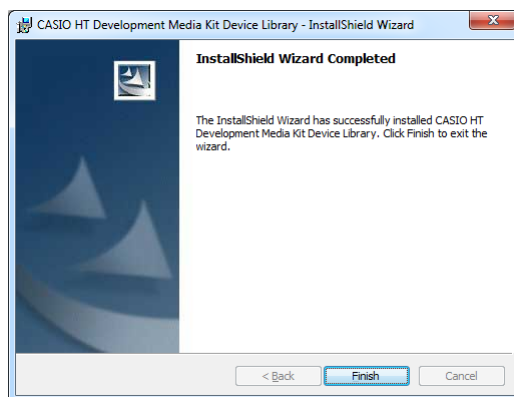 CASIO HT Development Media Kit Device Library - InstallShield Wizard
InstallShield Wizard Completed
The InstallShield Wizard has successfully installed CASIO HT
Development Media Kit Device Library. Click Finish to exit the
wizard.
< Back
Finish
Cancel